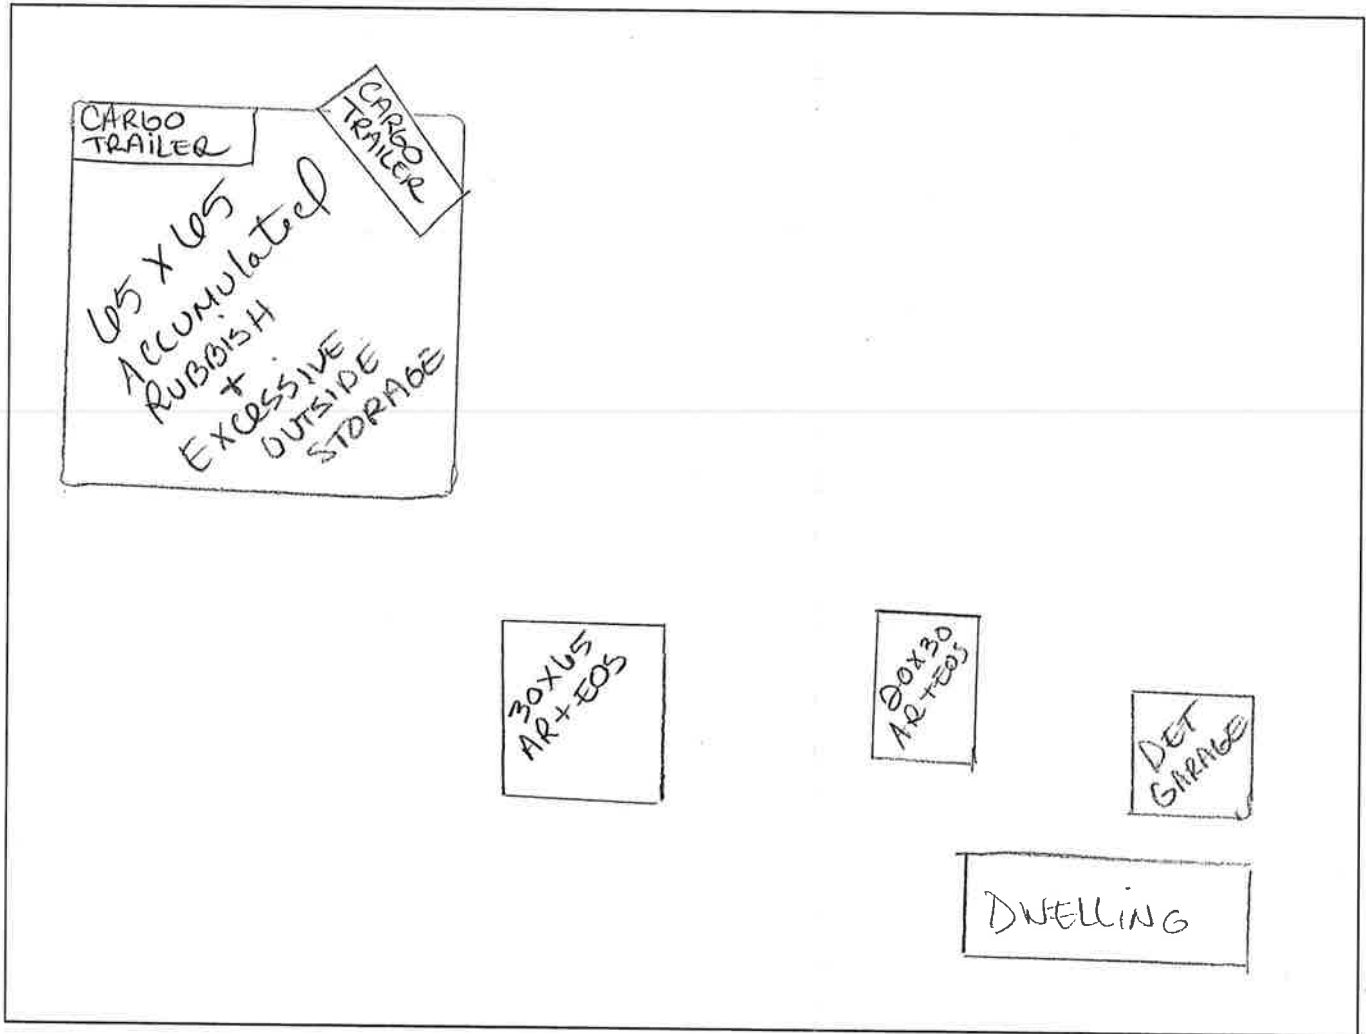 CARGO
TRAILER
CARGO
TRAILER
65 X 65
ACCUMULATED
RUBBISH
+
EXCESSIVE
OUTSIDE
STORAGE
30X65
AR+EOS
20X30
AR+EOS
DET
GARAGE
DWELLING